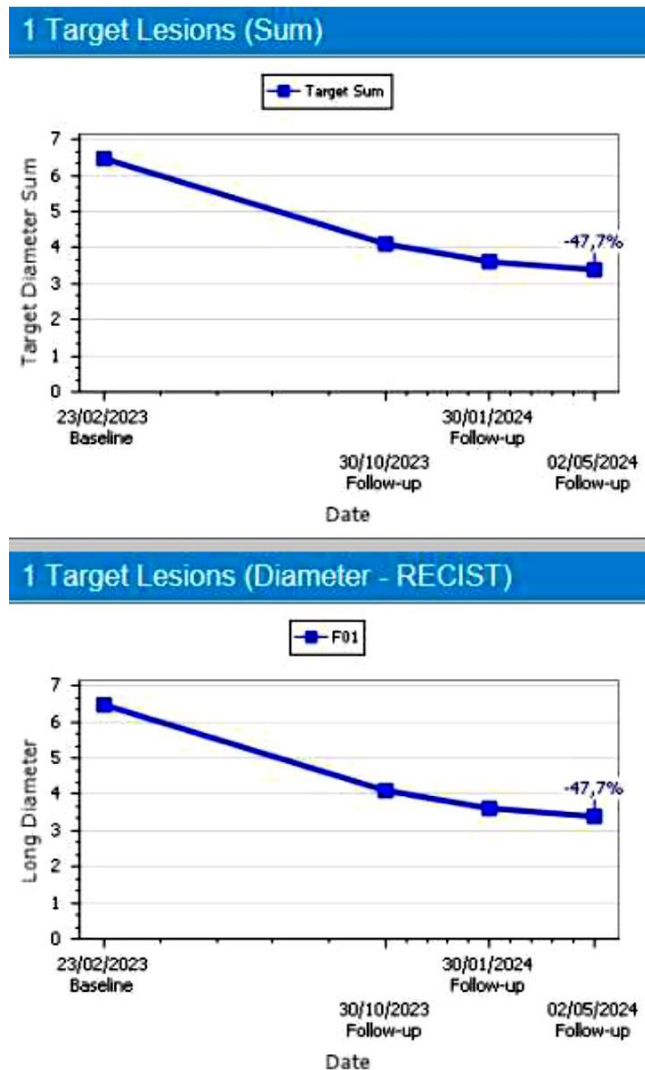 1 Target Lesions (Sum)
Target Sum
Target Diameter Sum
7
6
5
4
3
2
1
0
-47,7%
23/02/2023
Baseline
30/10/2023
Follow-up
30/01/2024
Follow-up
02/05/2024
Follow-up
Date
1 Target Lesions (Diameter - RECIST)
F01
Long Diameter
7
6
5
4
3
2
1
0
-47,7%
23/02/2023
Baseline
30/10/2023
Follow-up
30/01/2024
Follow-up
02/05/2024
Follow-up
Date